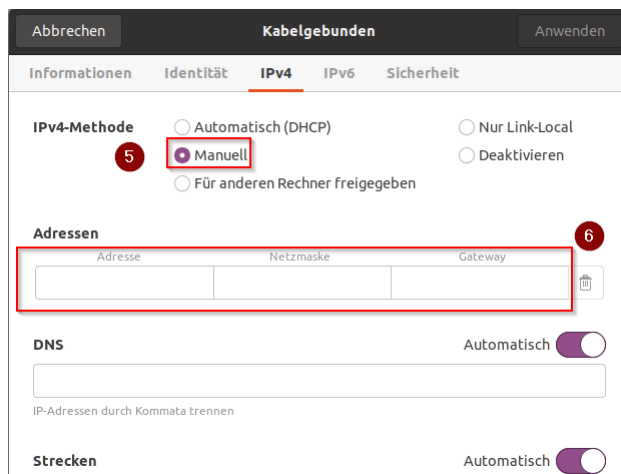 Abbrechen Kabelgebunden Anwenden
Informationen Identität IPv4 IPv6 Sicherheit
IPv4-Methode Automatisch (DHCP) Nur Link-Local
5 Manuell Deaktivieren
Für anderen Rechner freigegeben
Adressen 6
Adresse Netzmaske Gateway
DNS Automatisch
IP-Adressen durch Kommata trennen
Strecken Automatisch